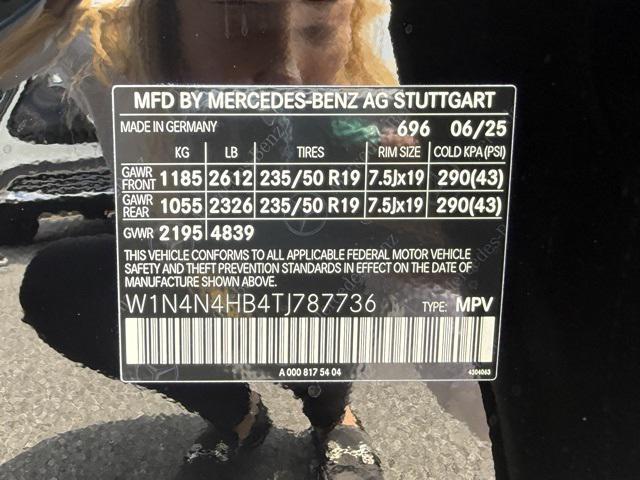 MFD BY MERCEDES-BENZ AG STUTTGART
MADE IN GERMANY 696 06/25
KG LB TIRES RIM SIZE COLD KPA (PSI)
GAWR FRONT 1185 2612 235/50 R19 7.5Jx19 290(43)
GAWR REAR 1055 2326 235/50 R19 7.5Jx19 290(43)
GVWR 2195 4839
THIS VEHICLE CONFORMS TO ALL APPLICABLE FEDERAL MOTOR VEHICLE
SAFETY AND THEFT PREVENTION STANDARDS IN EFFECT ON THE DATE OF
MANUFACTURE SHOWN ABOVE.
W1N4N4HB4TJ787736 TYPE: MPV
A 000 817 54 04 4304063